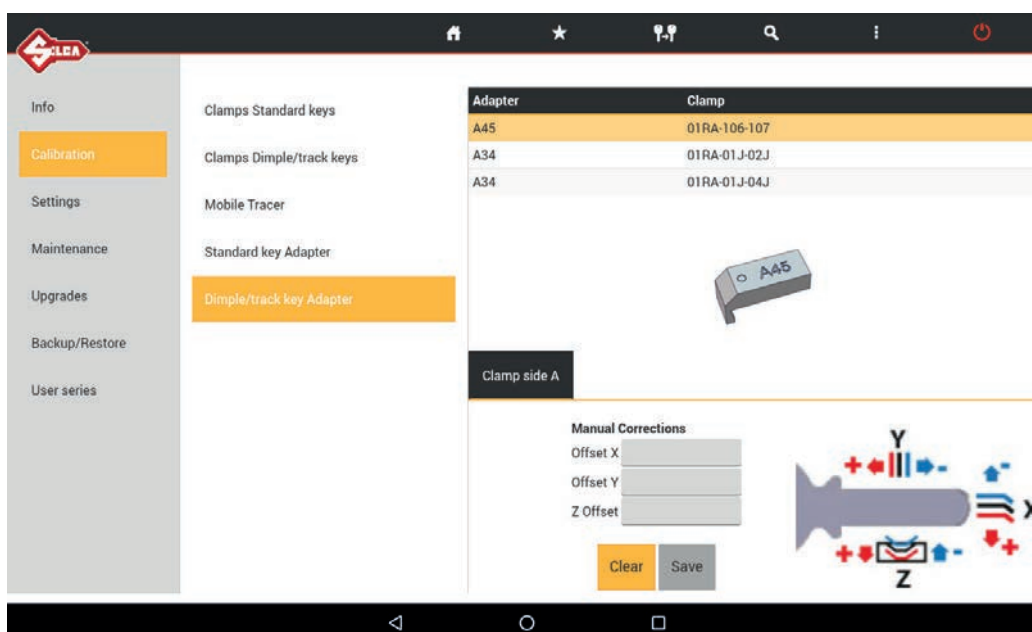 SILCA
Info
Calibration
Settings
Maintenance
Upgrades
Backup/Restore
User series
Clamps Standard keys
Clamps Dimple/track keys
Mobile Tracer
Standard key Adapter
Dimple/track key Adapter
Adapter Clamp
A45 01RA-106-107
A34 01RA-01J-02J
A34 01RA-01J-04J
A45
Clamp side A
Manual Corrections
Offset X
Offset Y
Z Offset
Clear Save
Y
+ -
-
X
+
+ -
Z